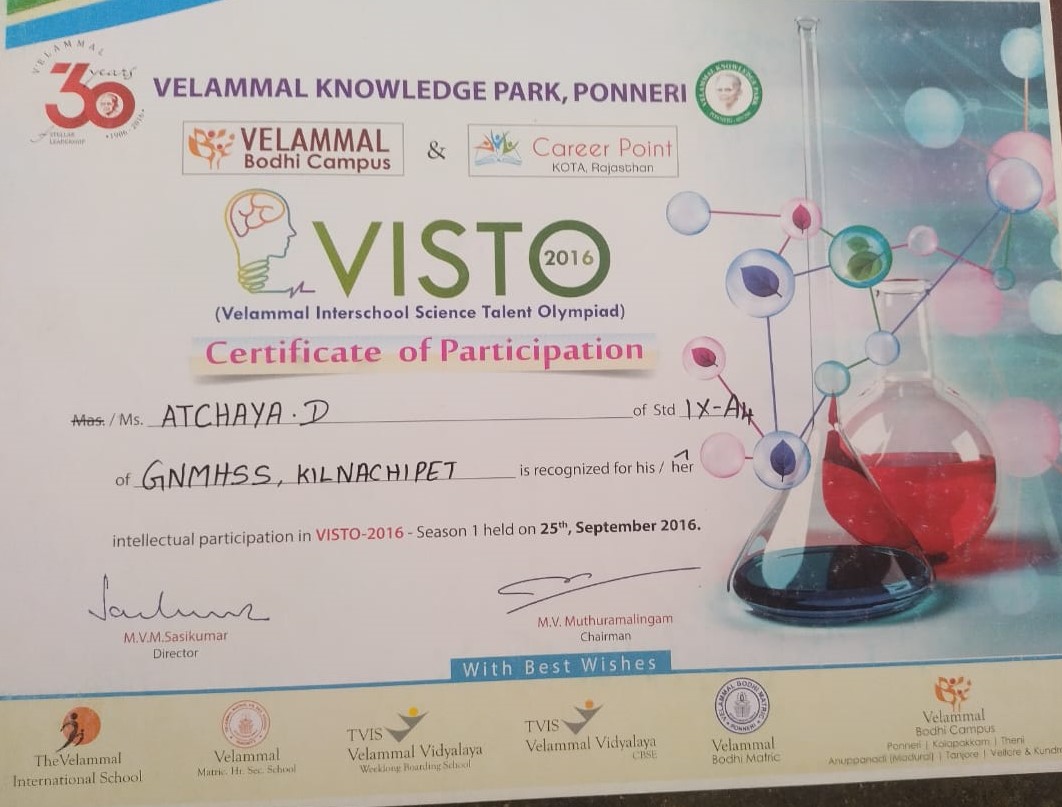 VELAMMAL
30 years
STELLAR LEADERSHIP
•1986-2016•
VELAMMAL KNOWLEDGE PARK, PONNERI
VELAMMAL KNOWLEDGE PARK
VELAMMAL
Bodhi Campus
&
Career Point
KOTA, Rajasthan
VISTO 2016
(Velammal Interschool Science Talent Olympiad)
Certificate of Participation
Mas. / Ms. ATCHAYA . D of Std IX-A4
of GNMHSS, KILNACHIPET is recognized for his / her
intellectual participation in VISTO-2016 - Season 1 held on 25th, September 2016.
M.V.M.Sasikumar
Director
M.V. Muthuramalingam
Chairman
With Best Wishes
The Velammal
International School
Velammal
Matric. Hr. Sec. School
TVIS
Velammal Vidyalaya
Weeklong Boarding School
TVIS
Velammal Vidyalaya
CBSE
VELAMMAL BODHI MATRIC
PONNERI
Velammal
Bodhi Matric
Velammal
Bodhi Campus
Ponneri | Kolapakkam | Theni
Anuppanadi (Madurai) | Tanjore | Vellore & Kundr